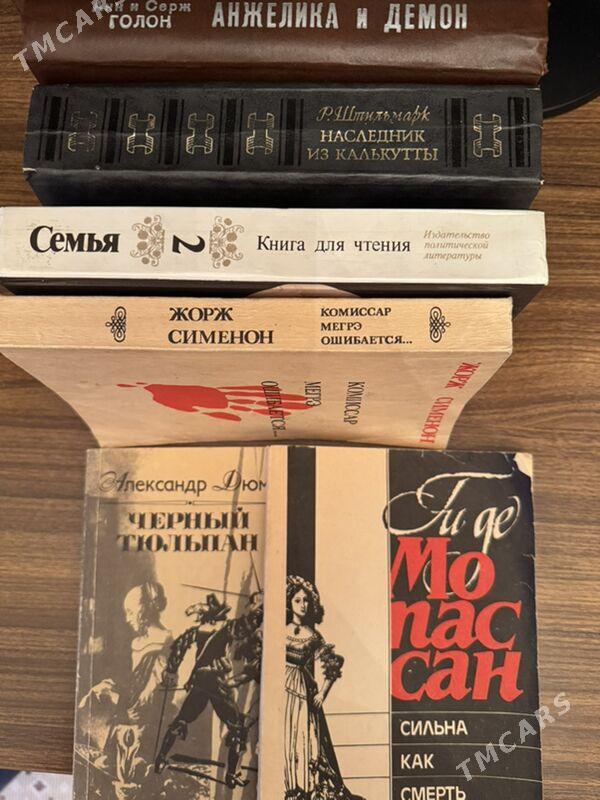 Анн и Серж
ГОЛОН
АНЖЕЛИКА И ДЕМОН
Р. Штильмарк
НАСЛЕДНИК
ИЗ КАЛЬКУТТЫ
Семья
2
Книга для чтения
Издательство
политической
литературы
ЖОРЖ
СИМЕНОН
КОМИССАР
МЕГРЭ
ОШИБАЕТСЯ...
ЖОРЖ СИМЕНОН
КОМИССАР
МЕГРЭ
ОШИБАЕТСЯ...
Александр Дюм
ЧЕРНЫЙ
ТЮЛЬПАН
Ги де
Мо
пас
сан
СИЛЬНА
КАК
СМЕРТЬ
TMCARS
TMCARS